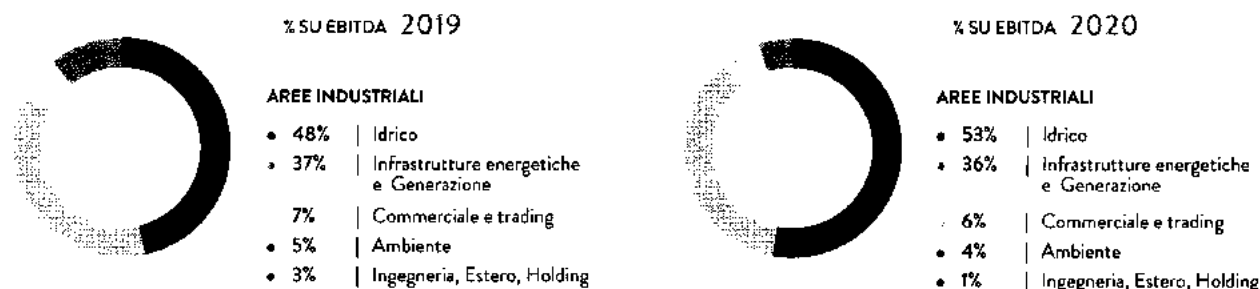 % SU EBITDA 2019
AREE INDUSTRIALI
48% | Idrico
37% | Infrastrutture energetiche
e Generazione
7% | Commerciale e trading
5% | Ambiente
3% | Ingegneria, Estero, Holding
% SU EBITDA 2020
AREE INDUSTRIALI
53% | Idrico
36% | Infrastrutture energetiche
e Generazione
6% | Commerciale e trading
4% | Ambiente
1% | Ingegneria, Estero, Holding